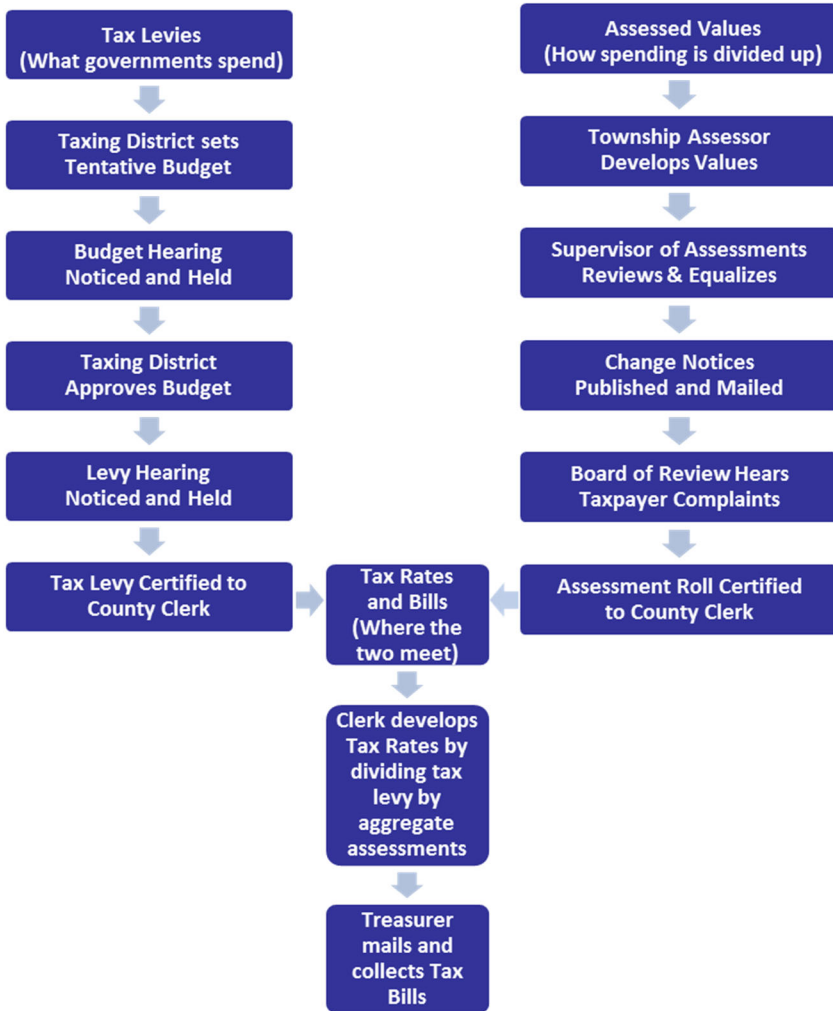 Tax Levies
(What governments spend)
Taxing District sets
Tentative Budget
Budget Hearing
Noticed and Held
Taxing District
Approves Budget
Levy Hearing
Noticed and Held
Tax Levy Certified to
County Clerk
Assessed Values
(How spending is divided up)
Township Assessor
Develops Values
Supervisor of Assessments
Reviews & Equalizes
Change Notices
Published and Mailed
Board of Review Hears
Taxpayer Complaints
Assessment Roll Certified
to County Clerk
Tax Rates
and Bills
(Where the
two meet)
Clerk develops
Tax Rates by
dividing tax
levy by
aggregate
assessments
Treasurer
mails and
collects Tax
Bills